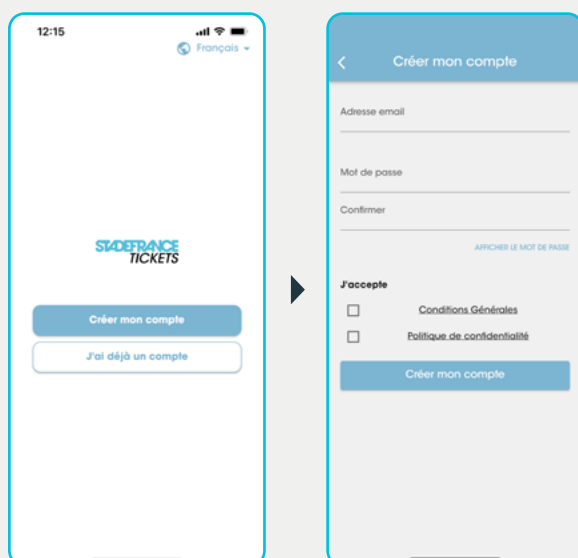 12:15
Français
STADEFRANCE
TICKETS
Créer mon compte
J'ai déjà un compte
Créer mon compte
Adresse email
Mot de passe
Confirmer
AFFICHER LE MOT DE PASSE
J'accepte
Conditions Générales
Politique de confidentialité
Créer mon compte